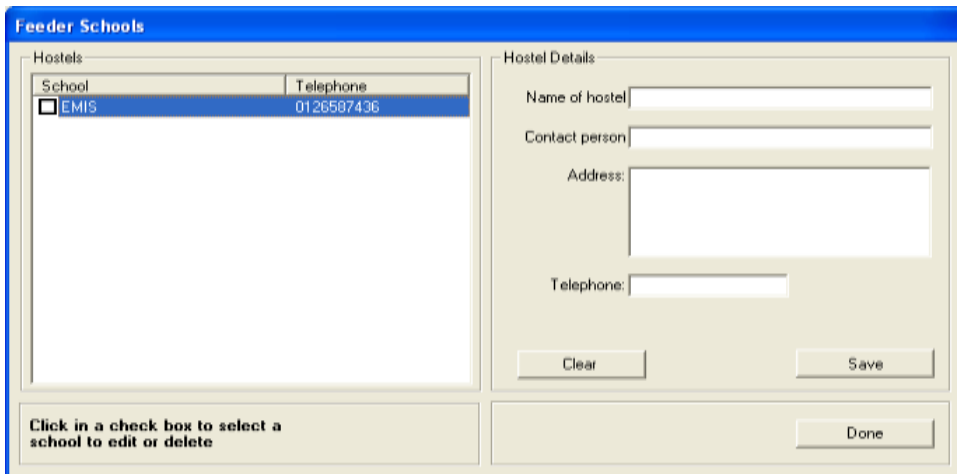 Feeder Schools
Hostels
School Telephone
EMIS 0126587436
Click in a check box to select a
school to edit or delete
Hostel Details
Name of hostel
Contact person
Address:
Telephone:
Clear Save
Done